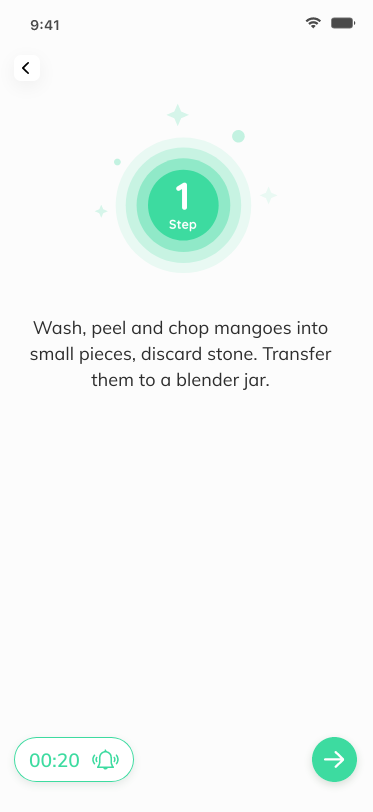 9:41
1
Step
Wash, peel and chop mangoes into
small pieces, discard stone. Transfer
them to a blender jar.
00:20